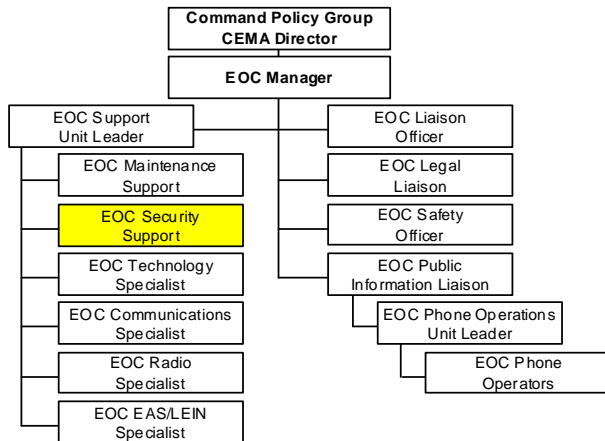 Command Policy Group
CEMA Director
EOC Manager
EOC Support
Unit Leader
EOC Maintenance
Support
EOC Security
Support
EOC Technology
Specialist
EOC Communications
Specialist
EOC Radio
Specialist
EOC EAS/LEIN
Specialist
EOC Liaison
Officer
EOC Legal
Liaison
EOC Safety
Officer
EOC Public
Information Liaison
EOC Phone Operations
Unit Leader
EOC Phone
Operators